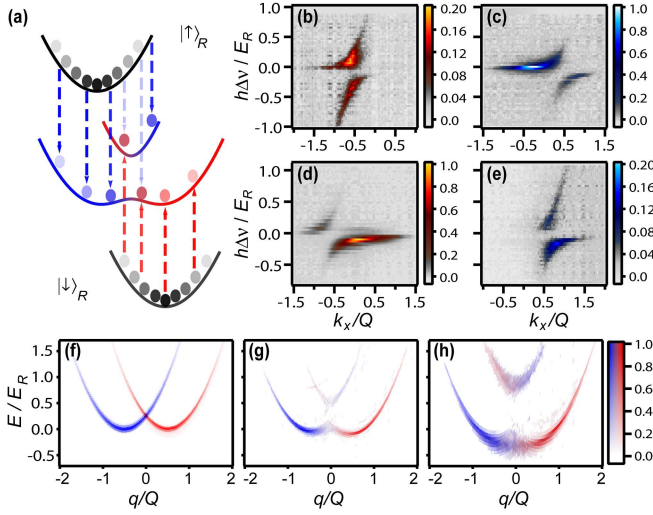 (a)
|↑⟩R
|↓⟩R
(b)
hΔν / ER
1.0
0.5
0.0
-0.5
-1.0
-1.5 -0.5 0.5
0.20
0.16
0.12
0.08
0.04
0.00
(c)
-1.5 -0.5 0.5 1.5
1.0
0.8
0.6
0.4
0.2
0.0
(d)
hΔν / ER
0.5
0.0
-0.5
-1.5 -0.5 0.5 1.5
kx/Q
1.0
0.8
0.6
0.4
0.2
0.0
(e)
-0.5 0.5 1.5
kx/Q
0.20
0.16
0.12
0.08
0.04
0.0
(f)
E / ER
1.5
1.0
0.5
0.0
-0.5
-2 -1 0 1 2
q/Q
(g)
-2 -1 0 1 2
q/Q
(h)
-2 -1 0 1 2
q/Q
1.0
0.8
0.6
0.4
0.2
0.0